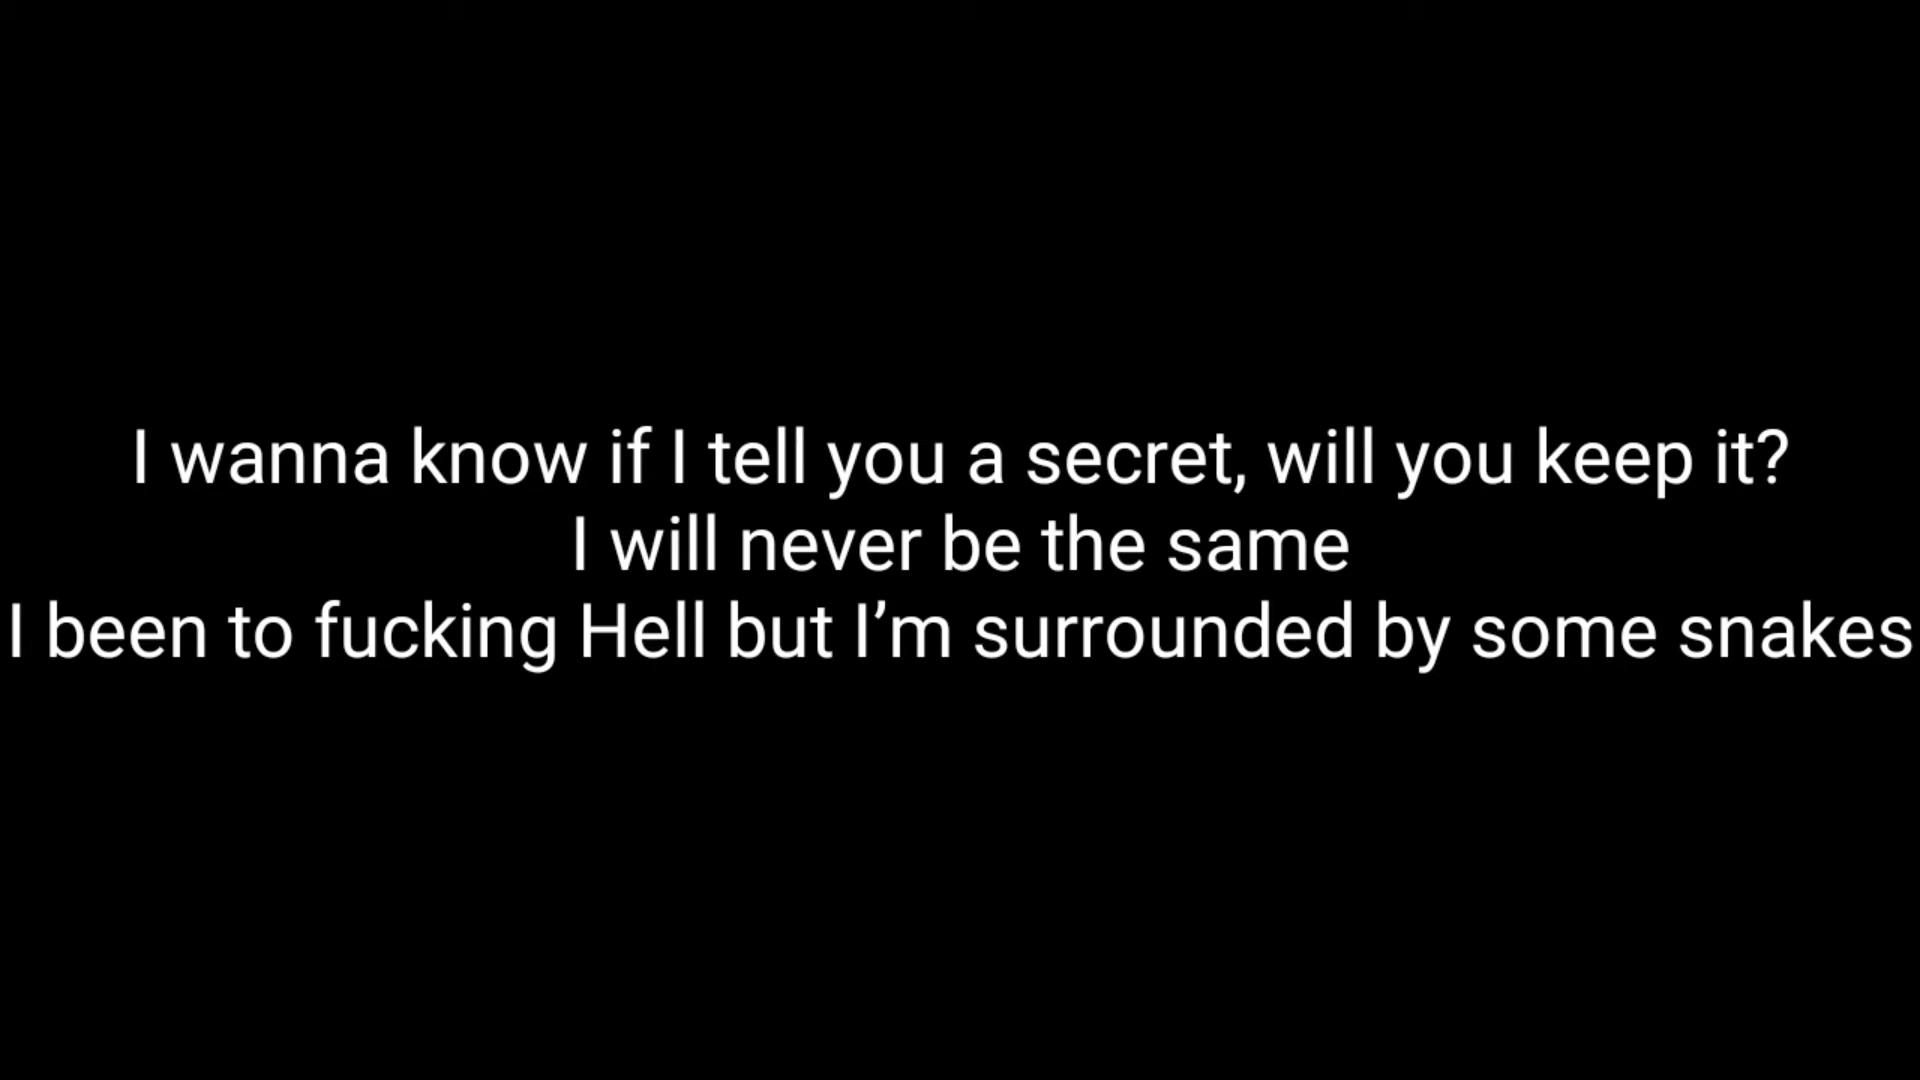 I wanna know if I tell you a secret, will you keep it?
I will never be the same
I been to fucking Hell but I’m surrounded by some snakes